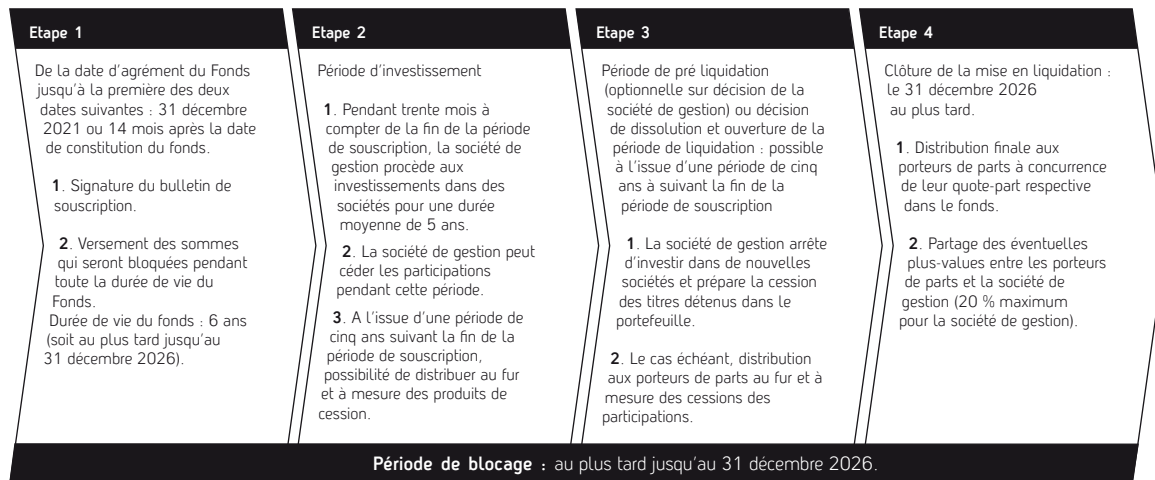 Etape 1
De la date d'agrément du Fonds
jusqu'à la première des deux
dates suivantes : 31 décembre
2021 ou 14 mois après la date
de constitution du fonds.
1. Signature du bulletin de
souscription.
2. Versement des sommes
qui seront bloquées pendant
toute la durée de vie du
Fonds.
Durée de vie du fonds : 6 ans
(soit au plus tard jusqu'au
31 décembre 2026).
Etape 2
Période d'investissement
1. Pendant trente mois à
compter de la fin de la période
de souscription, la société de
gestion procède aux
investissements dans des
sociétés pour une durée
moyenne de 5 ans.
2. La société de gestion peut
céder les participations
pendant cette période.
3. A l'issue d'une période de
cinq ans suivant la fin de la
période de souscription,
possibilité de distribuer au fur
et à mesure des produits de
cession.
Etape 3
Période de pré liquidation
(optionnelle sur décision de la
société de gestion) ou décision
de dissolution et ouverture de la
période de liquidation : possible
à l'issue d'une période de cinq
ans à suivant la fin de la
période de souscription
1. La société de gestion arrête
d'investir dans de nouvelles
sociétés et prépare la cession
des titres détenus dans le
portefeuille.
2. Le cas échéant, distribution
aux porteurs de parts au fur et à
mesure des cessions des
participations.
Etape 4
Clôture de la mise en liquidation :
le 31 décembre 2026
au plus tard.
1. Distribution finale aux
porteurs de parts à concurrence
de leur quote-part respective
dans le fonds.
2. Partage des éventuelles
plus-values entre les porteurs
de parts et la société de
gestion (20 % maximum
pour la société de gestion).
Période de blocage : au plus tard jusqu'au 31 décembre 2026.